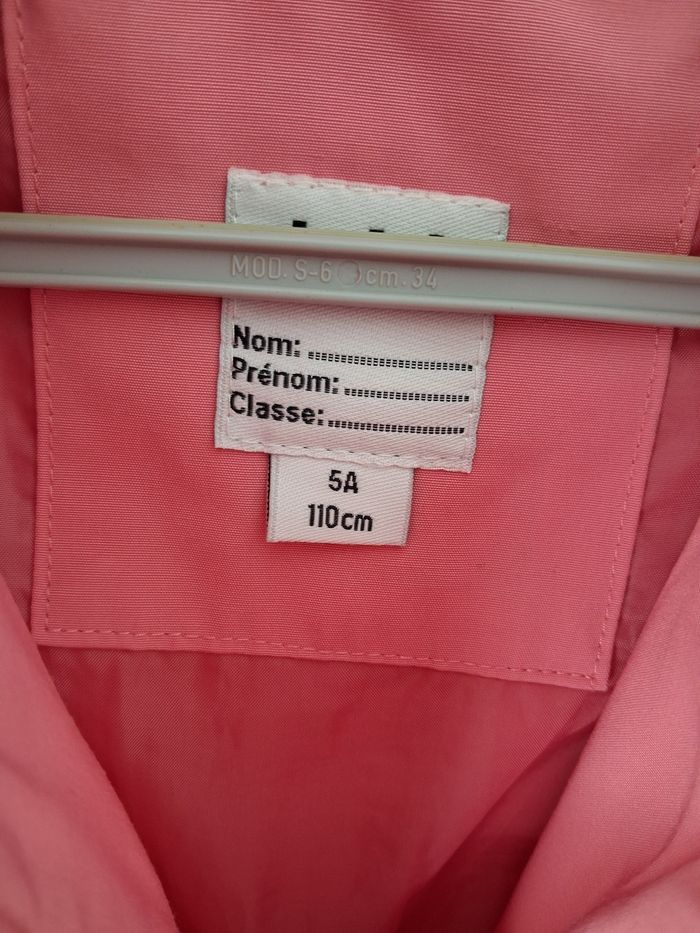 MOD. S-6 cm. 34
Nom: ..............................
Prénom: .......................
Classe: .........................
5A
110cm